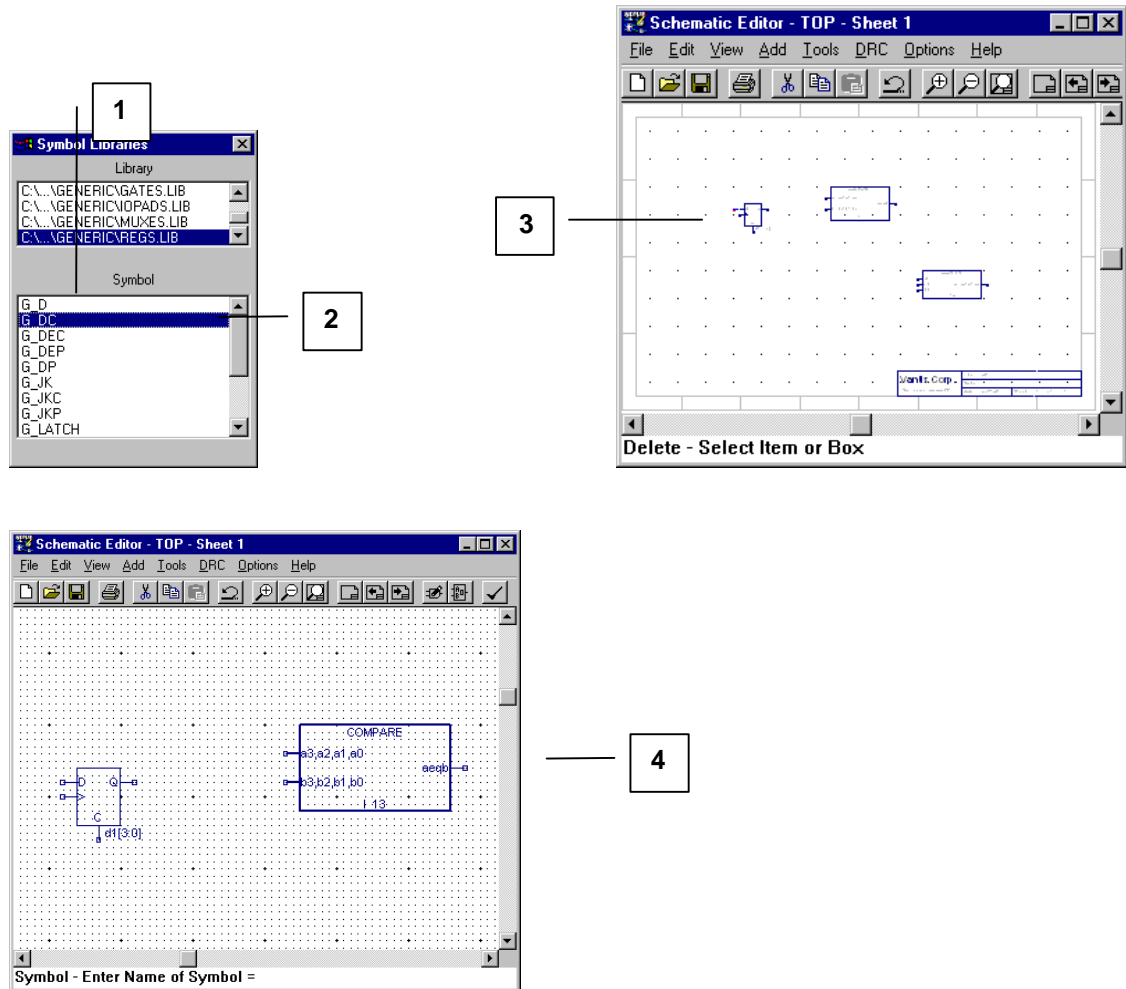 1
Symbol Libraries
Library
C:\...\GENERIC\GATES.LIB
C:\...\GENERIC\IOPADS.LIB
C:\...\GENERIC\MUXES.LIB
C:\...\GENERIC\REGS.LIB
Symbol
G_D
G_DC
G_DEC
G_DEP
G_DP
G_JK
G_JKC
G_JKP
G_LATCH
2
Schematic Editor - TOP - Sheet 1
File Edit View Add Tools DRC Options Help
3
Vantis Corp.
Delete - Select Item or Box
Schematic Editor - TOP - Sheet 1
File Edit View Add Tools DRC Options Help
COMPARE
a3,a2,a1,a0
aeqb
b3,b2,b1,b0
I 13
D Q
C
d1[3:0]
Symbol - Enter Name of Symbol =
4